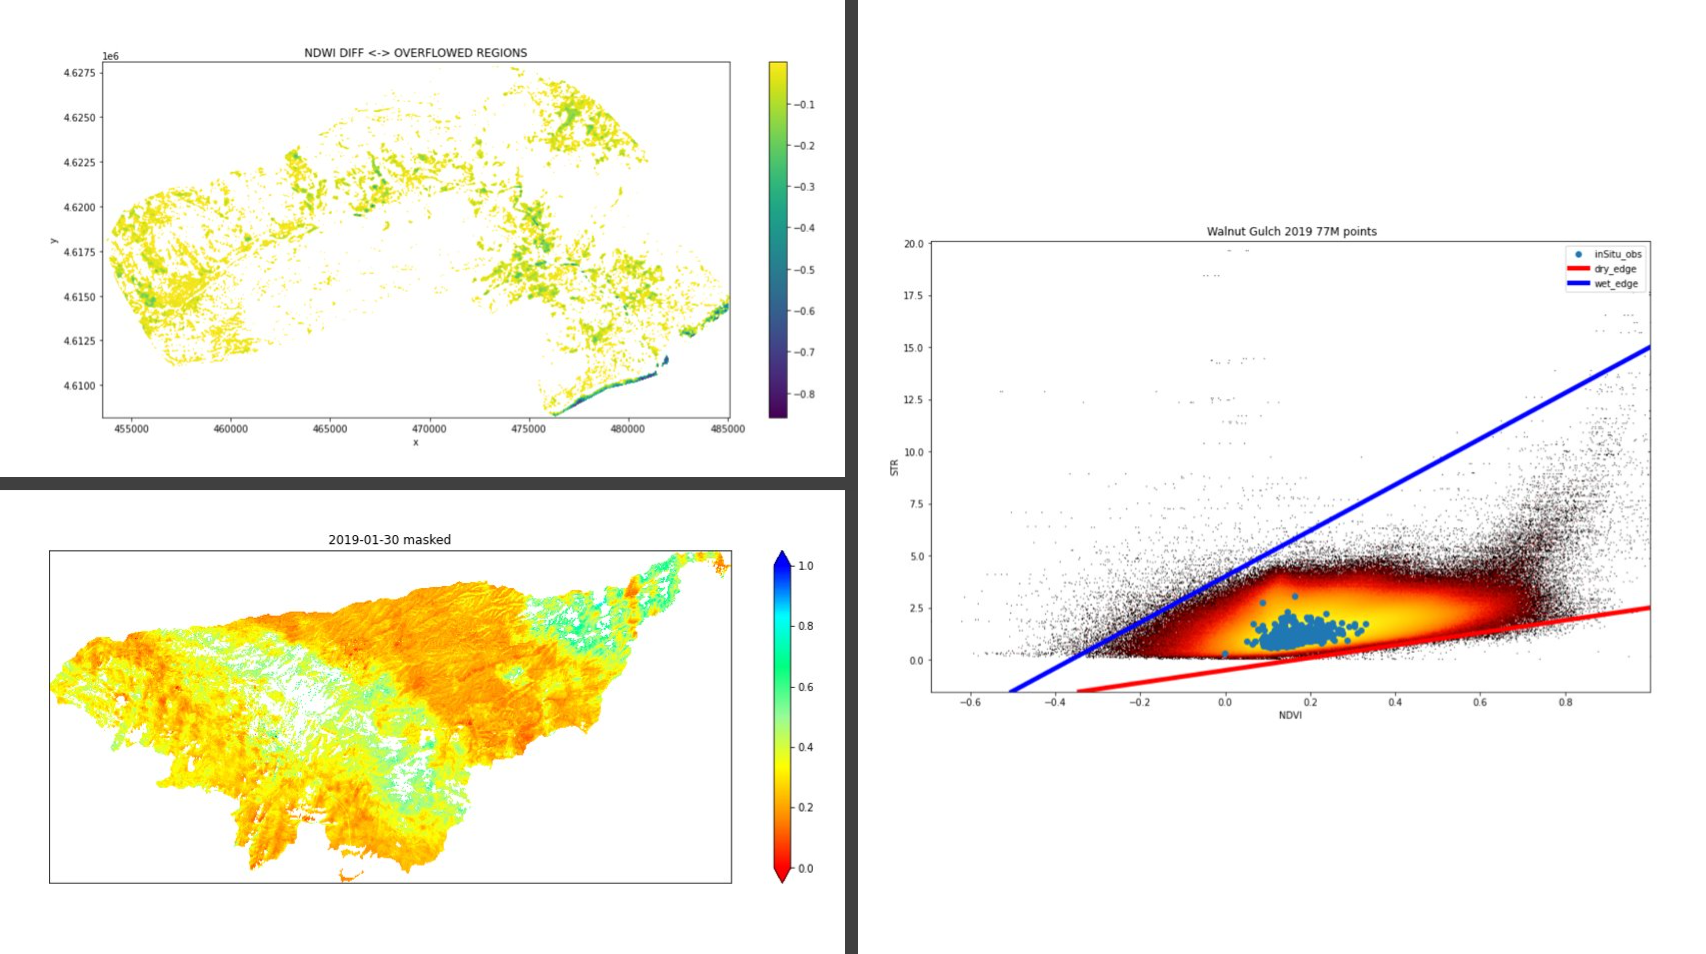 NDWI DIFF <-> OVERFLOWED REGIONS
1e6
4.6275
4.6250
4.6225
4.6200
4.6175
4.6150
4.6125
4.6100
y
455000 460000 465000 470000 475000 480000 485000
x
−0.1
−0.2
−0.3
−0.4
−0.5
−0.6
−0.7
−0.8
2019-01-30 masked
1.0
0.8
0.6
0.4
0.2
0.0
Walnut Gulch 2019 77M points
20.0
17.5
15.0
12.5
10.0
7.5
5.0
2.5
0.0
STR
−0.6 −0.4 −0.2 0.0 0.2 0.4 0.6 0.8
NDVI
inSitu_obs
dry_edge
wet_edge